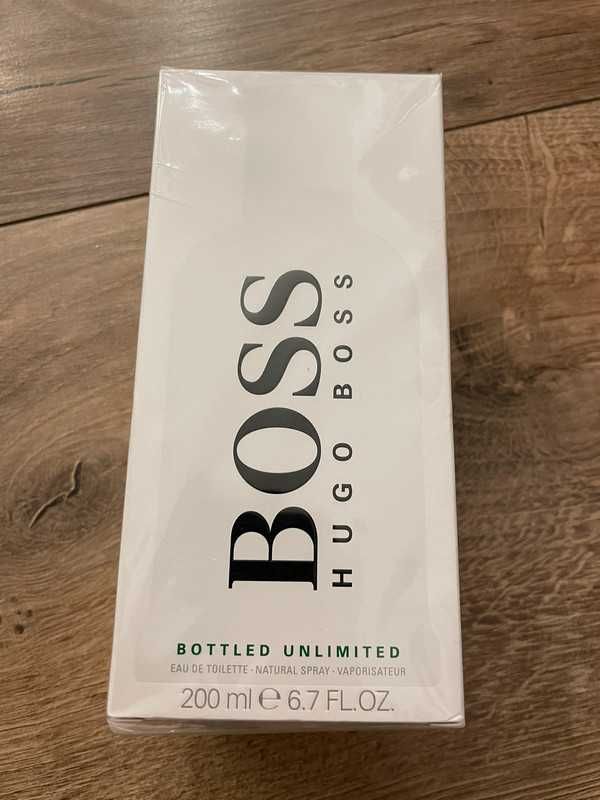 BOSS
HUGO BOSS
BOTTLED UNLIMITED
EAU DE TOILETTE - NATURAL SPRAY - VAPORISATEUR
200 ml ℮ 6.7 FL.OZ.